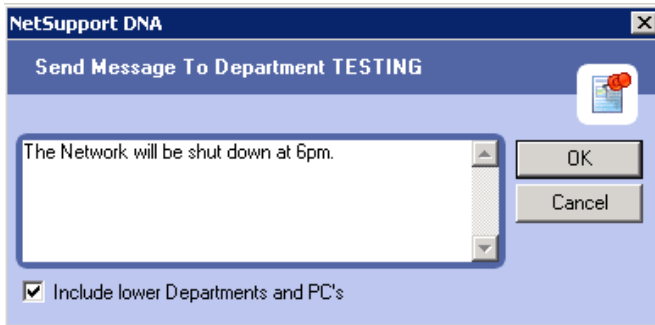 NetSupport DNA
Send Message To Department TESTING
The Network will be shut down at 6pm.
OK
Cancel
Include lower Departments and PC's